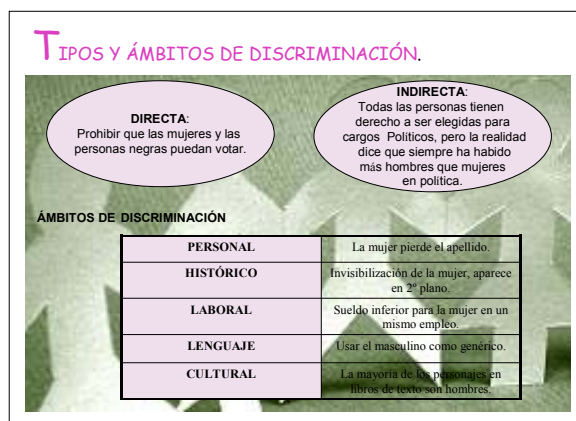 TIPOS Y ÁMBITOS DE DISCRIMINACIÓN.
DIRECTA:
Prohibir que las mujeres y las
personas negras puedan votar.
INDIRECTA:
Todas las personas tienen
derecho a ser elegidas para
cargos Políticos, pero la realidad
dice que siempre ha habido
más hombres que mujeres
en política.
ÁMBITOS DE DISCRIMINACIÓN
PERSONAL
La mujer pierde el apellido.
HISTÓRICO
Invisibilización de la mujer, aparece
en 2º plano.
LABORAL
Sueldo inferior para la mujer en un
mismo empleo.
LENGUAJE
Usar el masculino como genérico.
CULTURAL
La mayoría de los personajes en
libros de texto son hombres.